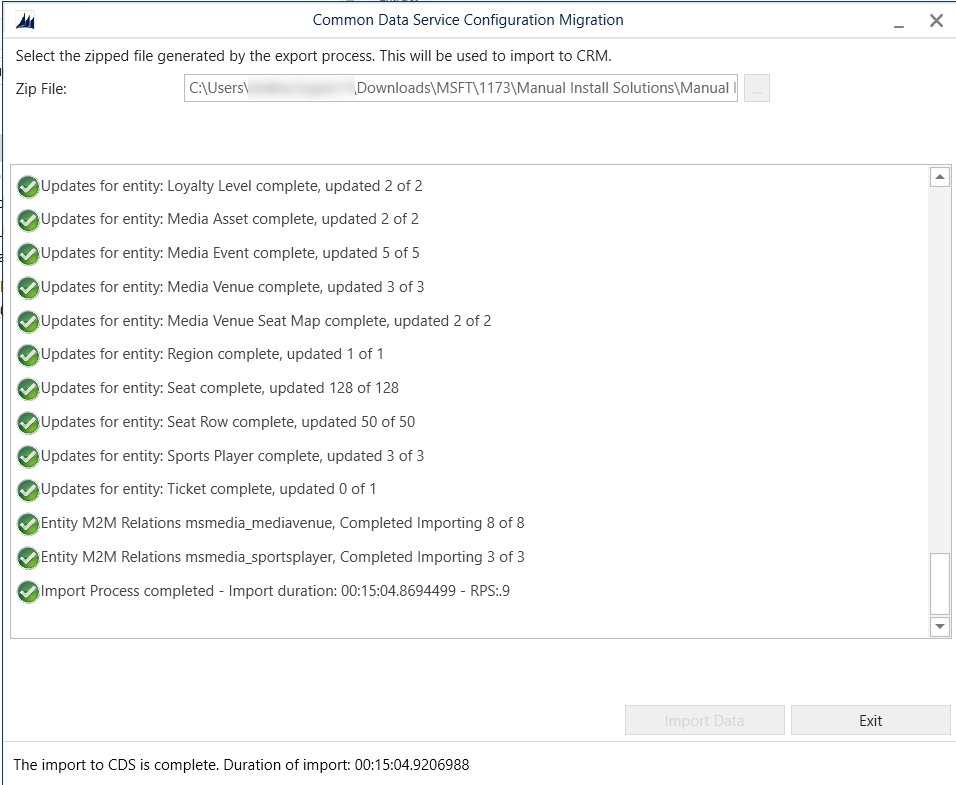 Common Data Service Configuration Migration
Select the zipped file generated by the export process. This will be used to import to CRM.
Zip File:
C:\Users\ \Downloads\MSFT\1173\Manual Install Solutions\Manual
...
Updates for entity: Loyalty Level complete, updated 2 of 2
Updates for entity: Media Asset complete, updated 2 of 2
Updates for entity: Media Event complete, updated 5 of 5
Updates for entity: Media Venue complete, updated 3 of 3
Updates for entity: Media Venue Seat Map complete, updated 2 of 2
Updates for entity: Region complete, updated 1 of 1
Updates for entity: Seat complete, updated 128 of 128
Updates for entity: Seat Row complete, updated 50 of 50
Updates for entity: Sports Player complete, updated 3 of 3
Updates for entity: Ticket complete, updated 0 of 1
Entity M2M Relations msmedia_mediavenue, Completed Importing 8 of 8
Entity M2M Relations msmedia_sportsplayer, Completed Importing 3 of 3
Import Process completed - Import duration: 00:15:04.8694499 - RPS:.9
Import Data
Exit
The import to CDS is complete. Duration of import: 00:15:04.9206988